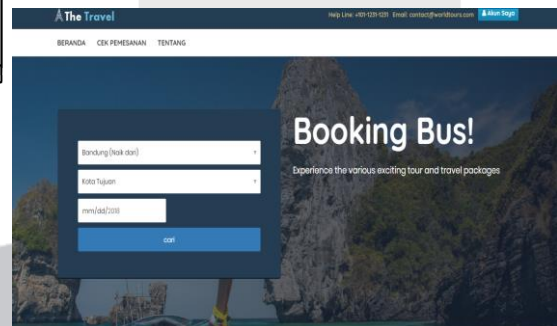 The Travel
Help Line: +101-1231-1231 Email: contact@worldtours.com Akun Saya
BERANDA CEK PEMESANAN TENTANG
Booking Bus!
Experience the various exciting tour and travel packages
Bandung (Naik dari)
Kota Tujuan
mm/dd/2018
cari